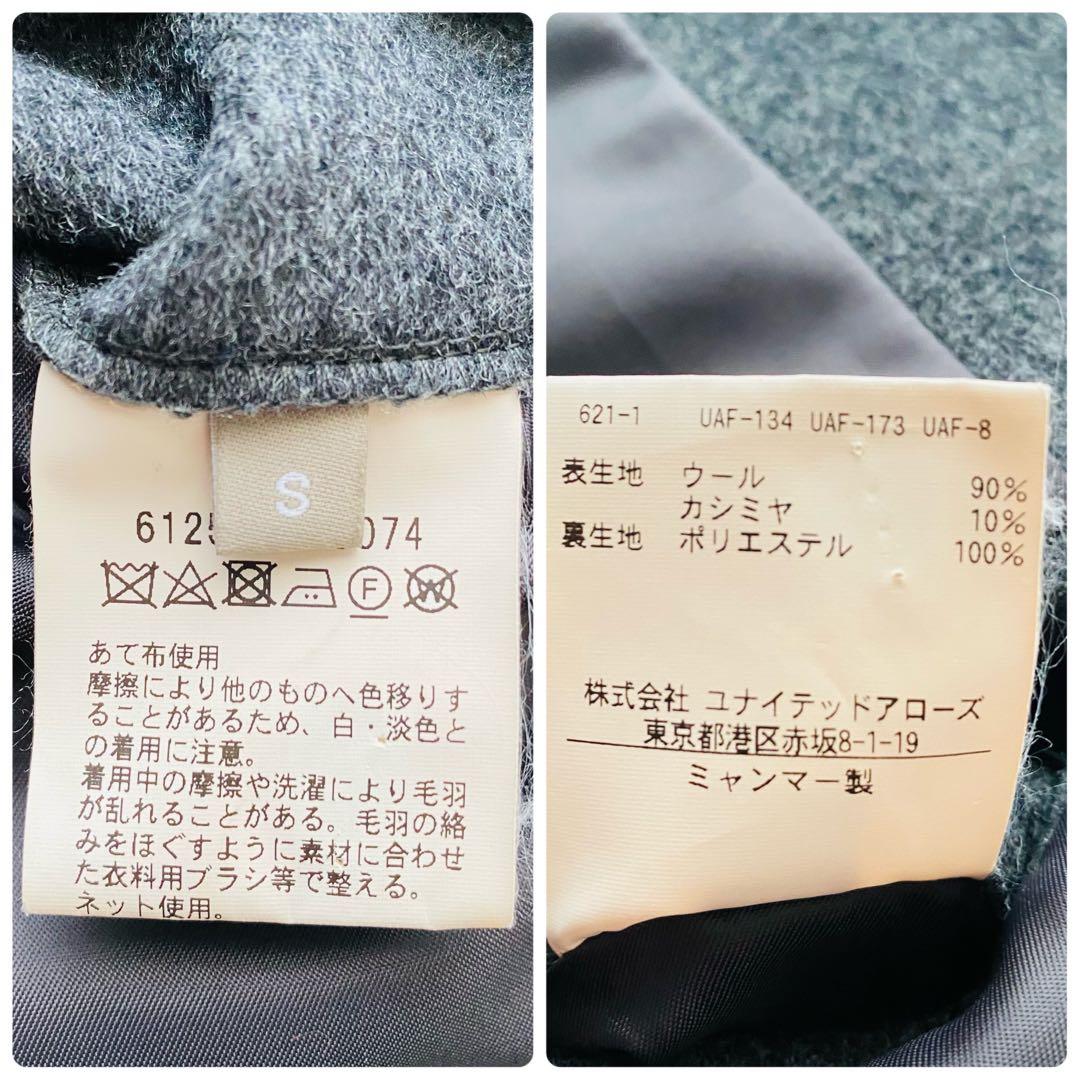 S
6125 074
F
W
あて布使用
摩擦により他のものへ色移りす
ることがあるため、白・淡色と
の着用に注意。
着用中の摩擦や洗濯により毛羽
が乱れることがある。毛羽の絡
みをほぐすように素材に合わせ
た衣料用ブラシ等で整える。
ネット使用。
621-1 UAF-134 UAF-173 UAF-8
表生地 ウール 90%
カシミヤ 10%
裏生地 ポリエステル 100%
株式会社 ユナイテッドアローズ
東京都港区赤坂8-1-19
ミャンマー製